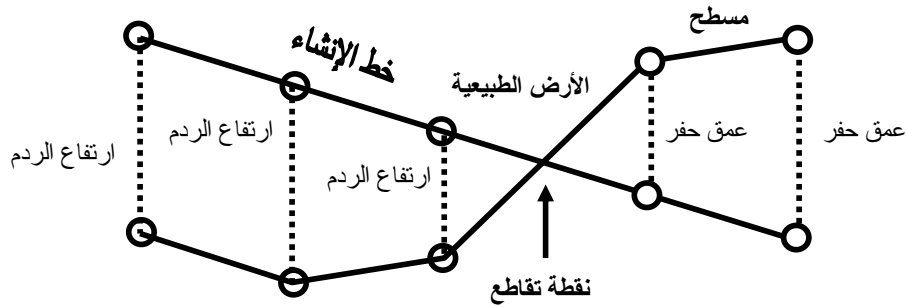 مسطح
خط الإنشاء
الأرض الطبيعية
ارتفاع الردم
ارتفاع الردم
ارتفاع الردم
عمق حفر
عمق حفر
نقطة تقاطع